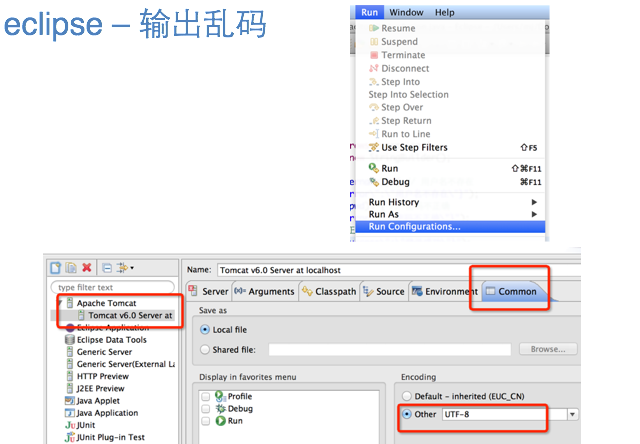 eclipse – 输出乱码
Run Window Help
Resume
Suspend
Terminate
Disconnect
Step Into
Step Into Selection
Step Over
Step Return
Run to Line
Use Step Filters ⇧F5
Run ⇧⌘F11
Debug ⌘F11
Run History
Run As
Run Configurations...
Name: Tomcat v6.0 Server at localhost
type filter text
Server Arguments Classpath Source Environment Common
Apache Tomcat
Tomcat v6.0 Server at
Eclipse Application
Eclipse Data Tools
Generic Server
Generic Server(External La
HTTP Preview
J2EE Preview
Java Applet
Java Application
JUnit
JUnit Plug-in Test
Save as
Local file
Shared file: Browse...
Display in favorites menu
Profile
Debug
Run
Encoding
Default - inherited (EUC_CN)
Other UTF-8